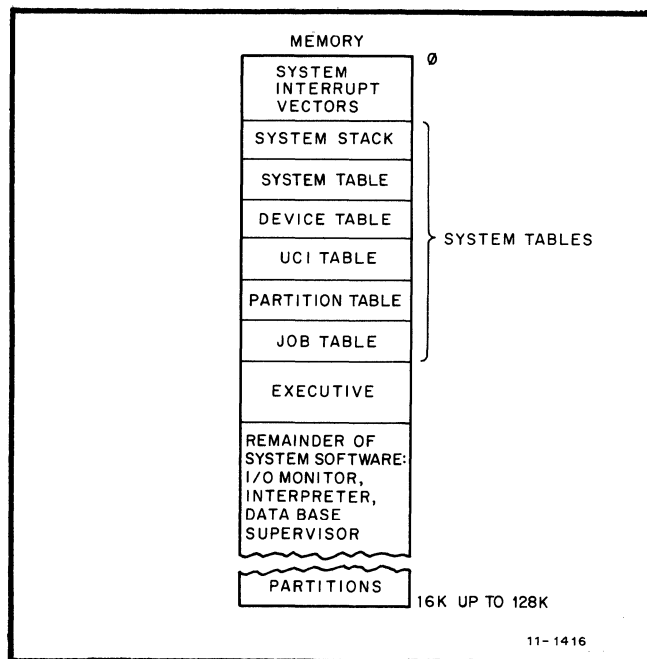 MEMORY
Ø
SYSTEM
INTERRUPT
VECTORS
SYSTEM STACK
SYSTEM TABLE
DEVICE TABLE
UCI TABLE
PARTITION TABLE
JOB TABLE
SYSTEM TABLES
EXECUTIVE
REMAINDER OF
SYSTEM SOFTWARE:
I/O MONITOR,
INTERPRETER,
DATA BASE
SUPERVISOR
PARTITIONS
16K UP TO 128K
11-1416